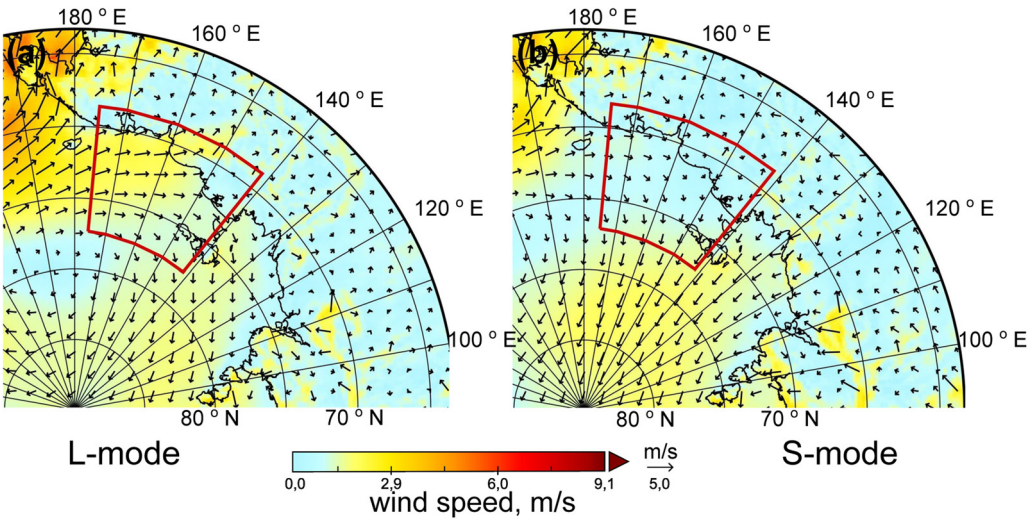 180 º E
180 º E
(a)
160 º E
(b)
160 º E
140 º E
140 º E
120 º E
120 º E
100 º E
100 º E
80 º N
70 º N
80 º N
70 º N
L-mode
S-mode
m/s
0,0
2,9
6,0
9,1
5,0
wind speed, m/s